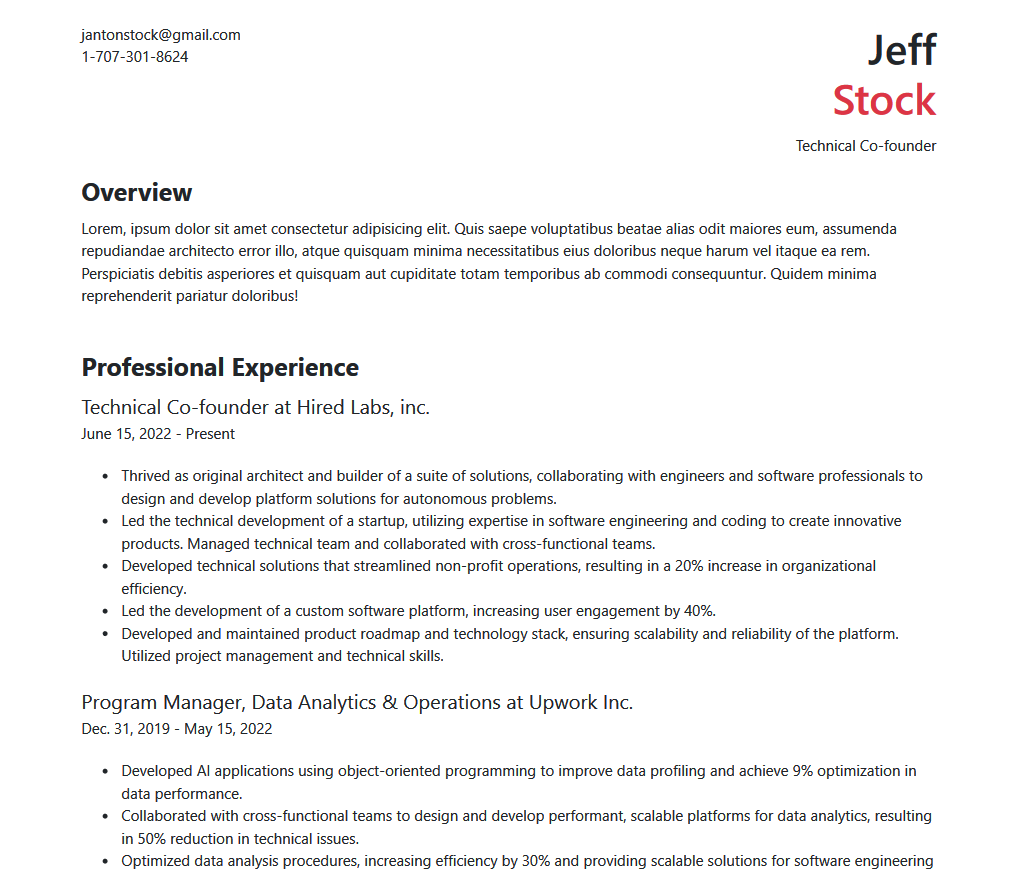 jantonstock@gmail.com
1-707-301-8624
Jeff
Stock
Technical Co-founder
Overview
Lorem, ipsum dolor sit amet consectetur adipisicing elit. Quis saepe voluptatibus beatae alias odit maiores eum, assumenda
repudiandae architecto error illo, atque quisquam minima necessitatibus eius doloribus neque harum vel itaque ea rem.
Perspiciatis debitis asperiores et quisquam aut cupiditate totam temporibus ab commodi consequuntur. Quidem minima
reprehenderit pariatur doloribus!
Professional Experience
Technical Co-founder at Hired Labs, inc.
June 15, 2022 - Present
• Thrived as original architect and builder of a suite of solutions, collaborating with engineers and software professionals to
design and develop platform solutions for autonomous problems.
• Led the technical development of a startup, utilizing expertise in software engineering and coding to create innovative
products. Managed technical team and collaborated with cross-functional teams.
• Developed technical solutions that streamlined non-profit operations, resulting in a 20% increase in organizational
efficiency.
• Led the development of a custom software platform, increasing user engagement by 40%.
• Developed and maintained product roadmap and technology stack, ensuring scalability and reliability of the platform.
Utilized project management and technical skills.
Program Manager, Data Analytics & Operations at Upwork Inc.
Dec. 31, 2019 - May 15, 2022
• Developed AI applications using object-oriented programming to improve data profiling and achieve 9% optimization in
data performance.
• Collaborated with cross-functional teams to design and develop performant, scalable platforms for data analytics, resulting
in 50% reduction in technical issues.
• Optimized data analysis procedures, increasing efficiency by 30% and providing scalable solutions for software engineering